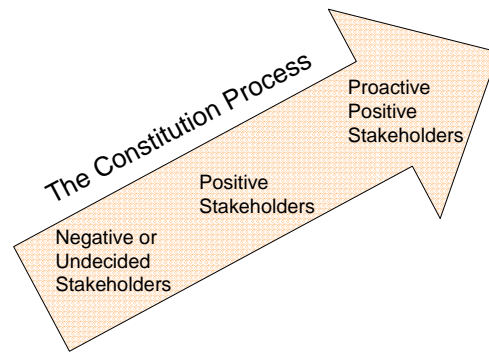 The Constitution Process
Proactive
Positive
Stakeholders
Positive
Stakeholders
Negative or
Undecided
Stakeholders